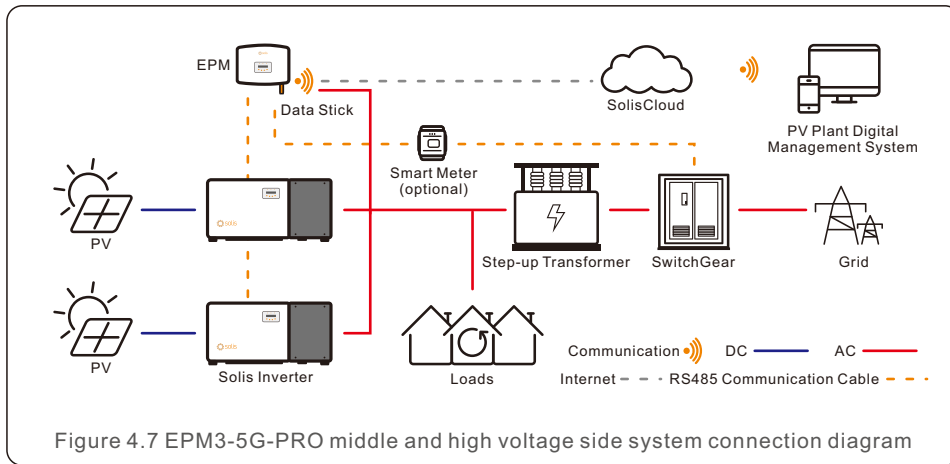 EPM
Data Stick
SolisCloud
PV Plant Digital
Management System
Smart Meter
(optional)
PV
solis
Step-up Transformer
SwitchGear
Grid
PV
solis
Solis Inverter
Loads
Communication
DC
AC
Internet
RS485 Communication Cable
Figure 4.7 EPM3-5G-PRO middle and high voltage side system connection diagram